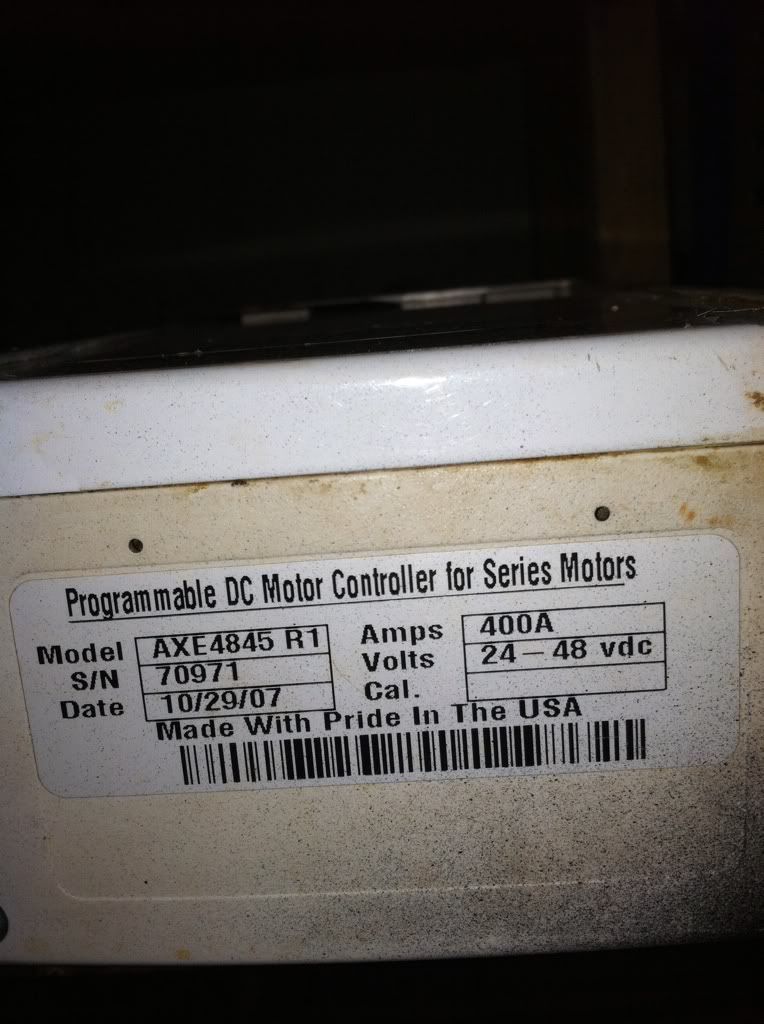 Programmable DC Motor Controller for Series Motors
Model AXE4845 R1 Amps 400A
S/N 70971 Volts 24 – 48 vdc
Date 10/29/07 Cal.
Made With Pride In The USA